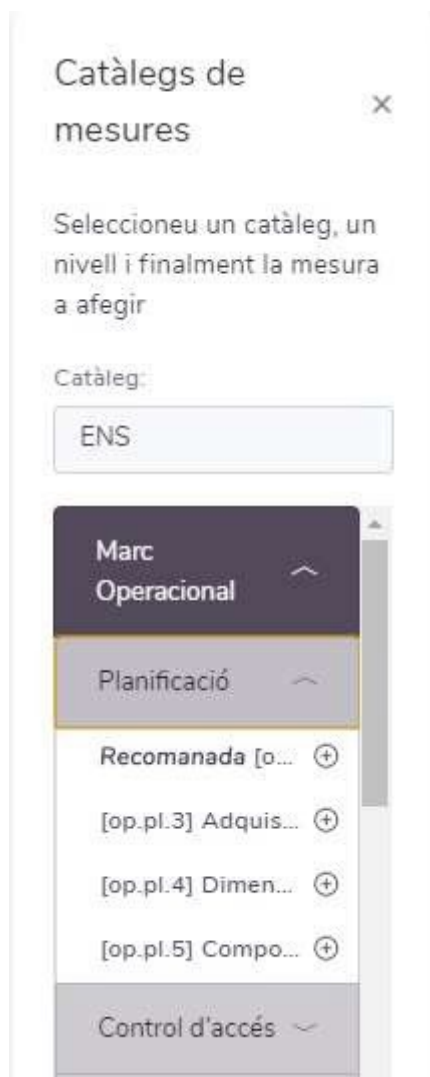 Catàlegs de
mesures
Seleccioneu un catàleg, un
nivell i finalment la mesura
a afegir
Catàleg:
ENS
Marc
Operacional
Planificació
Recomanada [o...
[op.pl.3] Adquis...
[op.pl.4] Dimen...
[op.pl.5] Compo...
Control d'accés